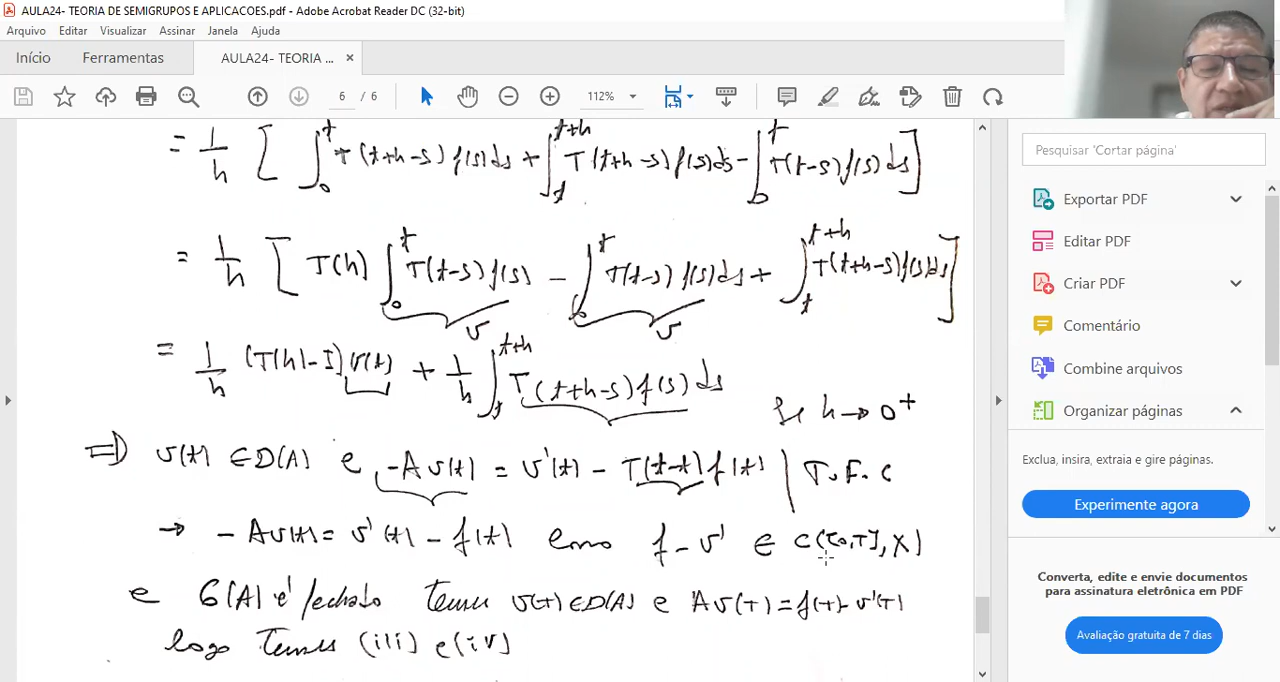 AULA24- TEORIA DE SEMIGRUPOS E APLICACOES.pdf - Adobe Acrobat Reader DC (32-bit)
Arquivo Editar Visualizar Assinar Janela Ajuda
Início Ferramentas AULA24- TEORIA ... ×
6 / 6 112%
= 1/h [ ∫_0^t T(t+h-s) f(s)ds + ∫_t^{t+h} T(t+h-s) f(s)ds - ∫_0^t T(t-s) f(s)ds ]
= 1/h [ T(h) ∫_0^t T(t-s) f(s) - ∫_0^t T(t-s) f(s)ds + ∫_t^{t+h} T(t+h-s) f(s)ds ]
v v
= 1/h (T(h)-I) v(t) + 1/h ∫_t^{t+h} T(t+h-s) f(s) ds
Se h → 0^+
⇒ v(t) ∈ D(A) e -A v(t) = v'(t) - T(t-t) f(t) | T.F.C
→ - A v(t) = v'(t) - f(t) como f - v' ∈ C([0,T], X)
e G(A) é fechado temos v(T) ∈ D(A) e A v(T) = f(T) - v'(T)
logo temos (iii) e (iv)
Pesquisar 'Cortar página'
Exportar PDF
Editar PDF
Criar PDF
Comentário
Combine arquivos
Organizar páginas
Exclua, insira, extraia e gire páginas.
Experimente agora
Converta, edite e envie documentos
para assinatura eletrônica em PDF
Avaliação gratuita de 7 dias